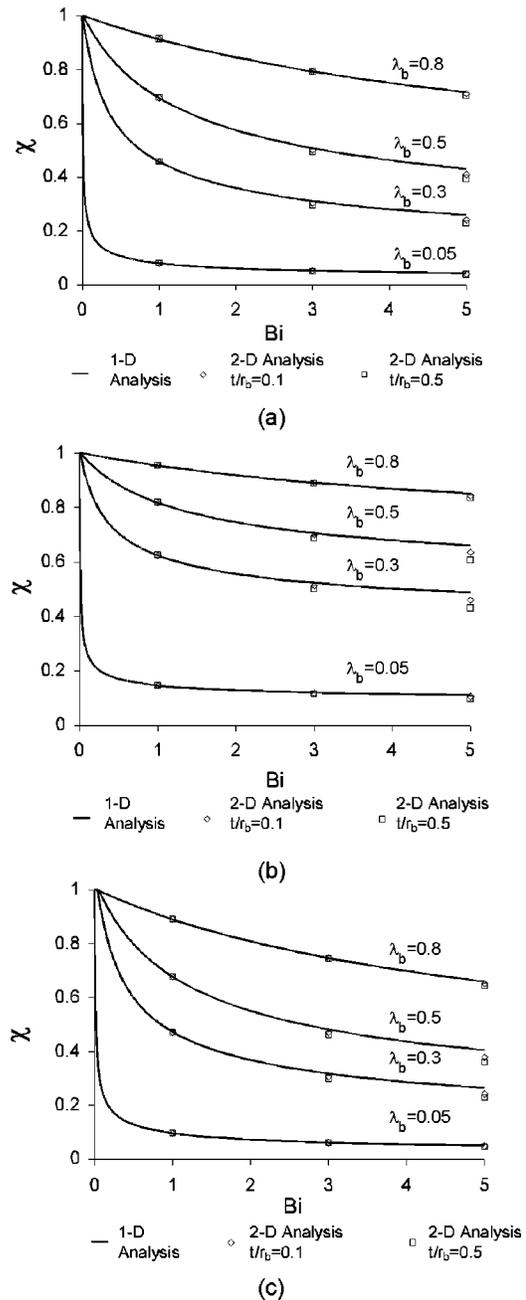 1
0.8
0.6
0.4
0.2
0
χ
λb=0.8
λb=0.5
λb=0.3
λb=0.05
0 1 2 3 4 5
Bi
1-D Analysis
2-D Analysis t/rb=0.1
2-D Analysis t/rb=0.5
(a)
1
0.8
0.6
0.4
0.2
0
χ
λb=0.8
λb=0.5
λb=0.3
λb=0.05
0 1 2 3 4 5
Bi
1-D Analysis
2-D Analysis t/rb=0.1
2-D Analysis t/rb=0.5
(b)
1
0.8
0.6
0.4
0.2
0
χ
λb=0.8
λb=0.5
λb=0.3
λb=0.05
0 1 2 3 4 5
Bi
1-D Analysis
2-D Analysis t/rb=0.1
2-D Analysis t/rb=0.5
(c)